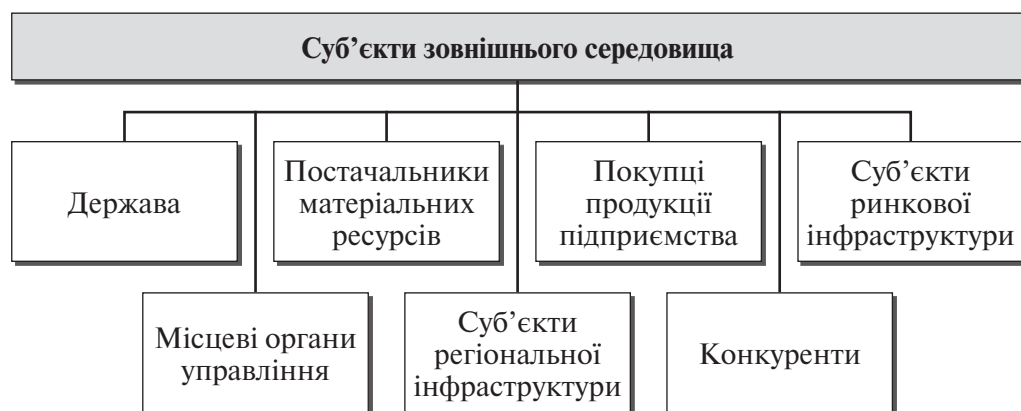 Суб’єкти зовнішнього середовища
Держава
Постачальники
матеріальних
ресурсів
Покупці
продукції
підприємства
Суб’єкти
ринкової
інфраструктури
Місцеві органи
управління
Суб’єкти
регіональної
інфраструктури
Конкуренти